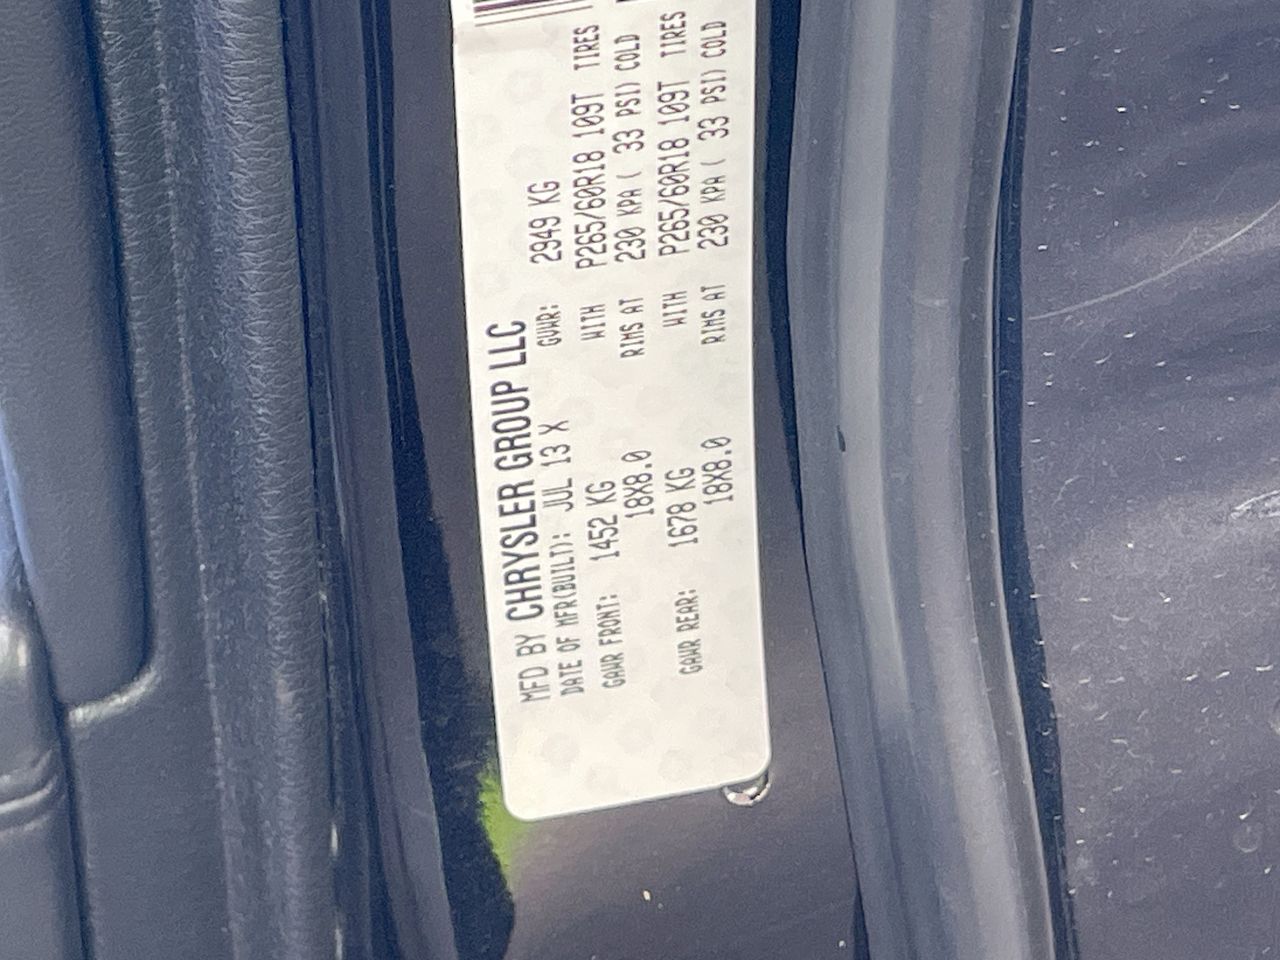 MFD BY CHRYSLER GROUP LLC
DATE OF MFR(BUILT): JUL 13 X GVWR: 2949 KG
GAWR FRONT: 1452 KG WITH P265/60R18 109T TIRES
18X8.0 RIMS AT 230 KPA ( 33 PSI) COLD
GAWR REAR: 1678 KG WITH P265/60R18 109T TIRES
18X8.0 RIMS AT 230 KPA ( 33 PSI) COLD